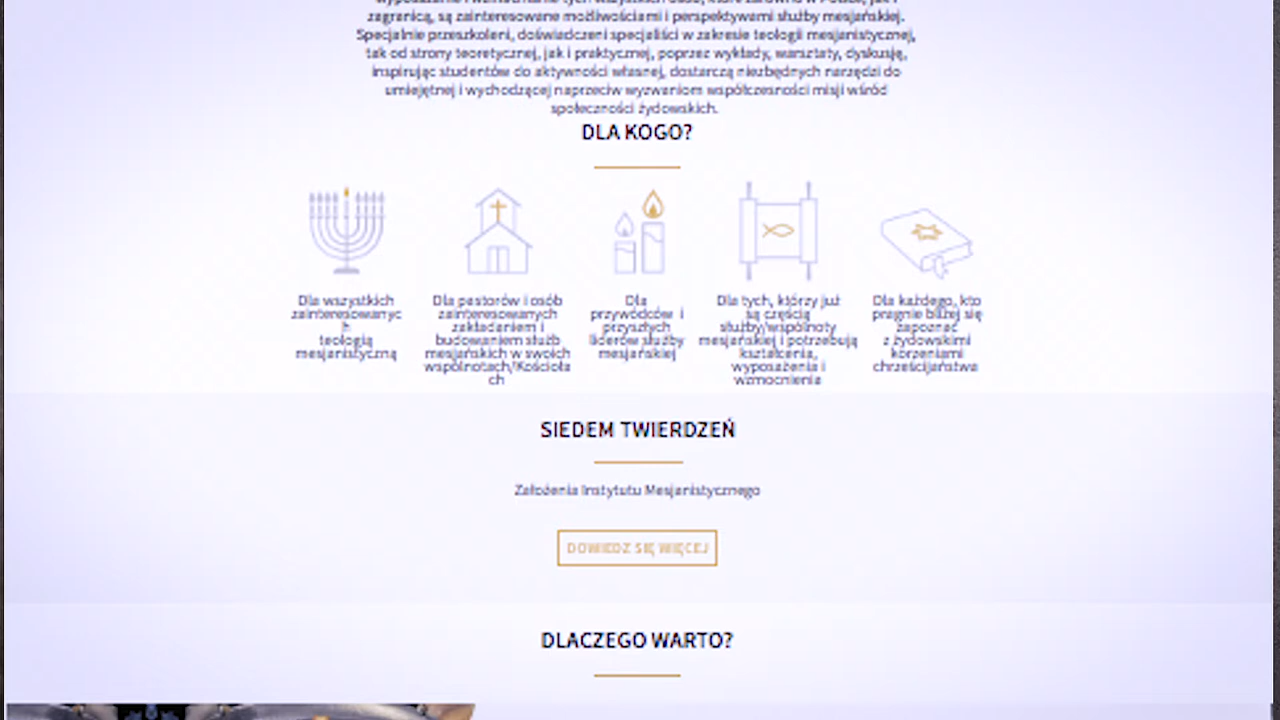 zagranicą, są zainteresowane możliwościami i perspektywami służby mesjańskiej.
Specjalnie przeszkoleni, doświadczeni specjaliści w zakresie teologii mesjanistycznej,
tak od strony teoretycznej, jak i praktycznej, poprzez wykłady, warsztaty, dyskusję,
inspirując studentów do aktywności własnej, dostarczą niezbędnych narzędzi do
umiejętnej i wychodzącej naprzeciw wyzwaniom współczesności misji wśród
społeczności żydowskich.
DLA KOGO?
Dla wszystkich
zainteresowanyc
h
teologią
mesjanistyczną
Dla pastorów i osób
zainteresowanych
zakładaniem i
budowaniem służb
mesjańskich w swoich
wspólnotach/Kościoła
ch
Dla
przywódców i
przyszłych
liderów służby
mesjańskiej
Dla tych, którzy już
są częścią
służby/wspólnoty
mesjańskiej i potrzebują
kształcenia,
wyposażenia i
wzmocnienia
Dla każdego, kto
pragnie bliżej się
zapoznać
z żydowskimi
korzeniami
chrześcijaństwa
SIEDEM TWIERDZEŃ
Założenia Instytutu Mesjanistycznego
DOWIEDZ SIĘ WIĘCEJ
DLACZEGO WARTO?